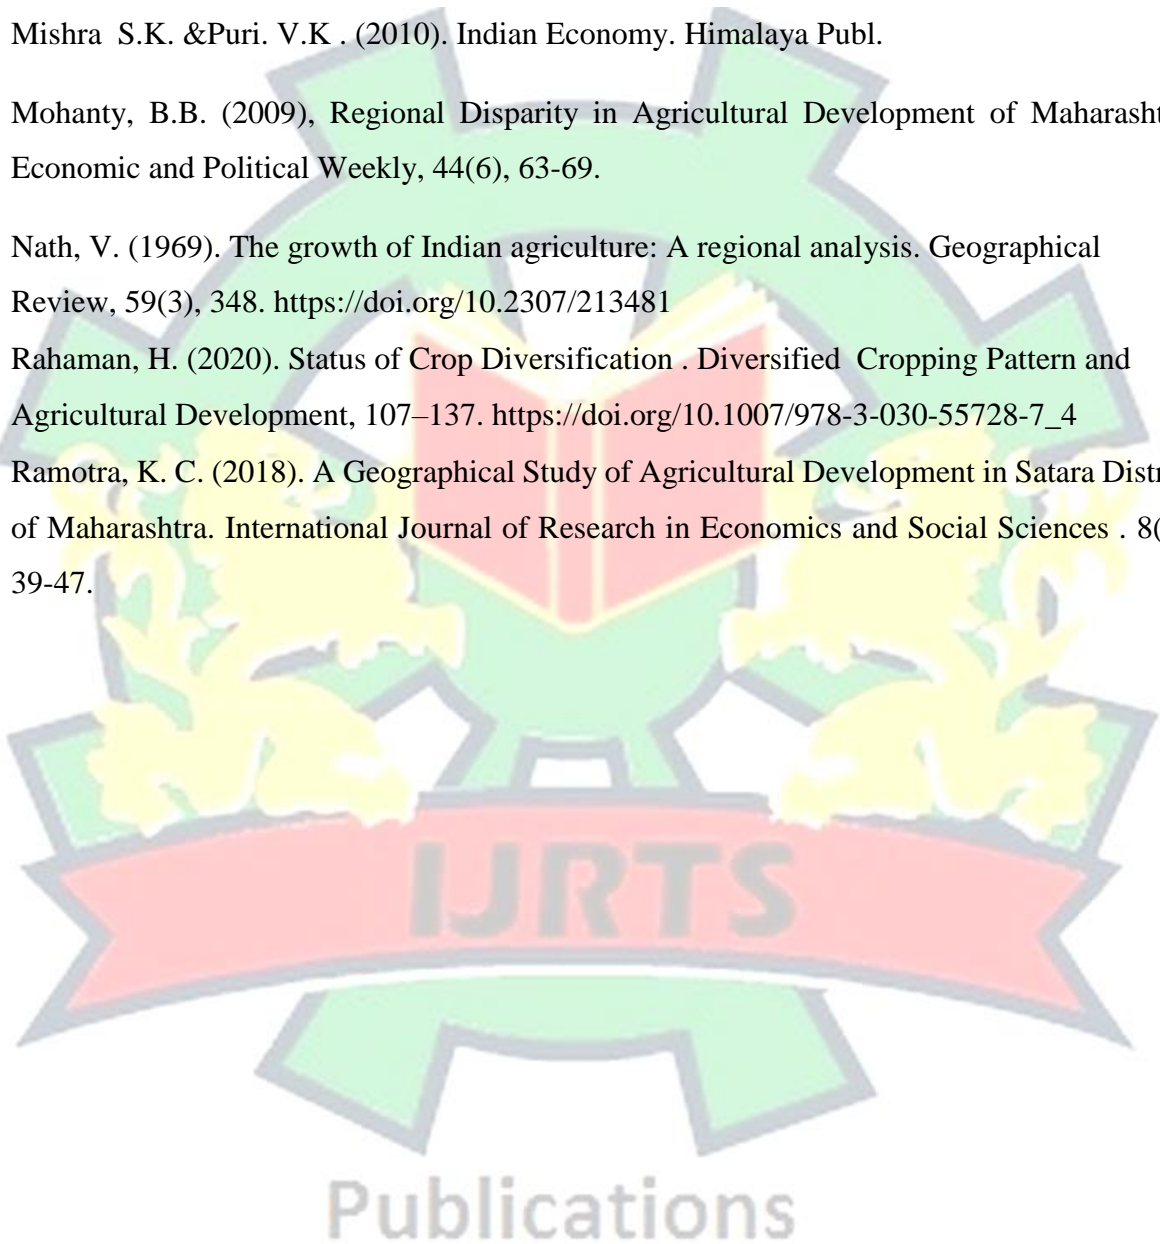 Mishra  S.K. &Puri. V.K . (2010). Indian Economy. Himalaya Publ.
Mohanty, B.B. (2009), Regional Disparity in Agricultural Development of Maharasht
Economic and Political Weekly, 44(6), 63-69.
Nath, V. (1969). The growth of Indian agriculture: A regional analysis. Geographical
Review, 59(3), 348. https://doi.org/10.2307/213481
Rahaman, H. (2020). Status of Crop Diversification . Diversified  Cropping Pattern and
Agricultural Development, 107–137. https://doi.org/10.1007/978-3-030-55728-7_4
Ramotra, K. C. (2018). A Geographical Study of Agricultural Development in Satara Distr
of Maharashtra. International Journal of Research in Economics and Social Sciences . 8(
39-47.
IJRTS
Publications